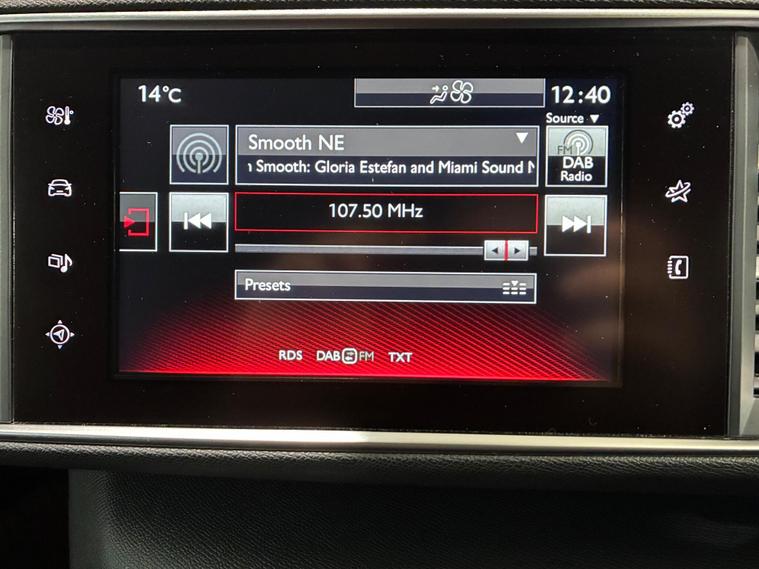 14°C
12:40
Source ▼
Smooth NE
Smooth: Gloria Estefan and Miami Sound
FM
DAB
Radio
107.50 MHz
Presets
RDS DAB FM TXT